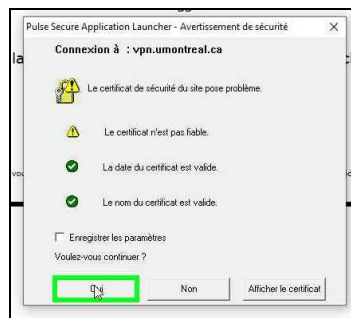 Pulse Secure Application Launcher - Avertissement de sécurité
Connexion à : vpn.umontreal.ca
Le certificat de sécurité du site pose problème.
Le certificat n'est pas fiable.
La date du certificat est valide.
Le nom du certificat est valide.
Enregistrer les paramètres
Voulez-vous continuer ?
Oui Non Afficher le certificat